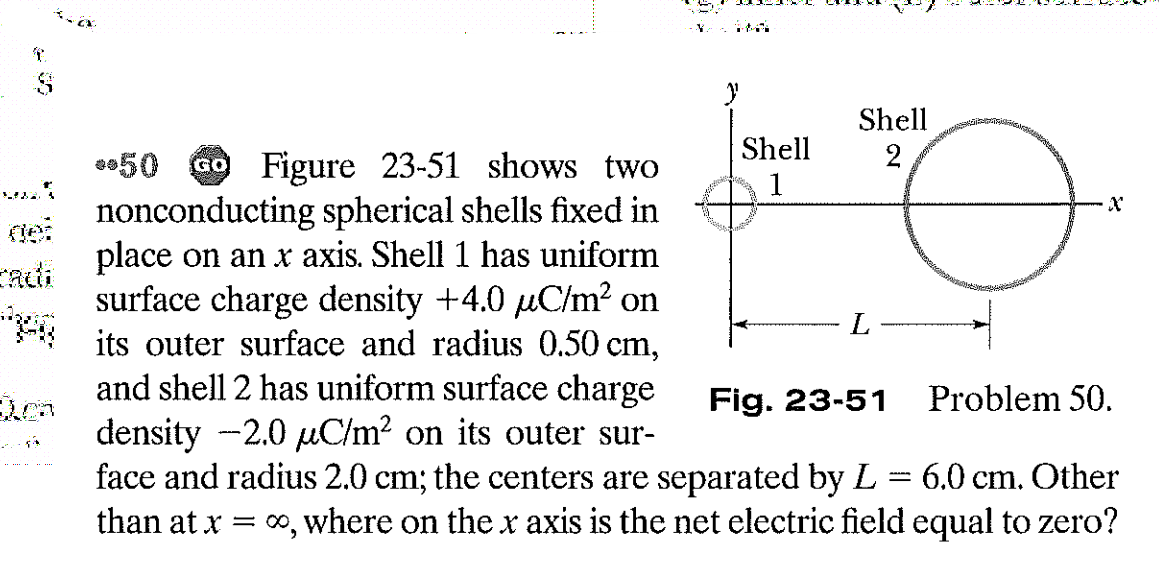 y
Shell
2
Shell
1
x
L
Fig. 23-51 Problem 50.
••50 GO Figure 23-51 shows two
nonconducting spherical shells fixed in
place on an x axis. Shell 1 has uniform
surface charge density +4.0 μC/m² on
its outer surface and radius 0.50 cm,
and shell 2 has uniform surface charge
density −2.0 μC/m² on its outer sur-
face and radius 2.0 cm; the centers are separated by L = 6.0 cm. Other
than at x = ∞, where on the x axis is the net electric field equal to zero?